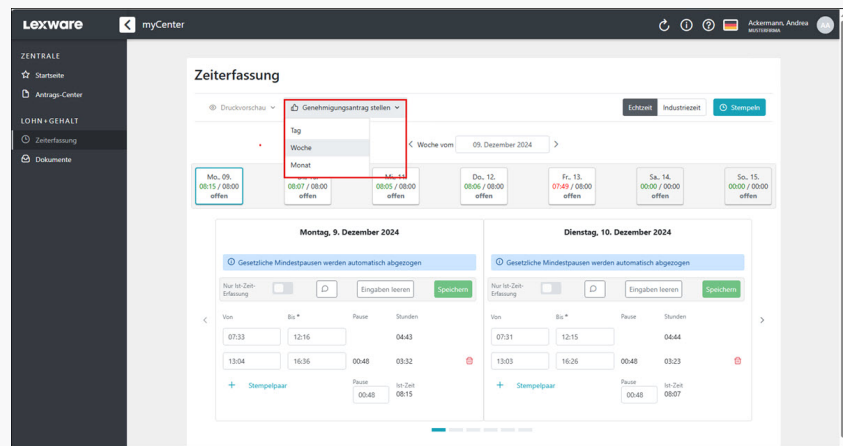 Lexware
myCenter
Ackermann, Andrea
MUSTERFIRMA
AA
ZENTRALE
Startseite
Antrags-Center
LOHN+GEHALT
Zeiterfassung
Dokumente
Zeiterfassung
Druckvorschau
Genehmigungsantrag stellen
Echtzeit
Industriezeit
Stempeln
Tag
Woche
Monat
Woche vom
09. Dezember 2024
Mo., 09.
08:15 / 08:00
offen
08:07 / 08:00
offen
Mi., 11.
08:05 / 08:00
offen
Do., 12.
08:06 / 08:00
offen
Fr., 13.
07:49 / 08:00
offen
Sa., 14.
00:00 / 00:00
offen
So., 15.
00:00 / 00:00
offen
Montag, 9. Dezember 2024
Gesetzliche Mindestpausen werden automatisch abgezogen
Nur Ist-Zeit-
Erfassung
Eingaben leeren
Speichern
Von Bis * Pause Stunden
07:33 12:16 04:43
13:04 16:36 00:48 03:32
+ Stempelpaar
Pause
00:48
Ist-Zeit
08:15
Dienstag, 10. Dezember 2024
Gesetzliche Mindestpausen werden automatisch abgezogen
Nur Ist-Zeit-
Erfassung
Eingaben leeren
Speichern
Von Bis * Pause Stunden
07:31 12:15 04:44
13:03 16:26 00:48 03:23
+ Stempelpaar
Pause
00:48
Ist-Zeit
08:07